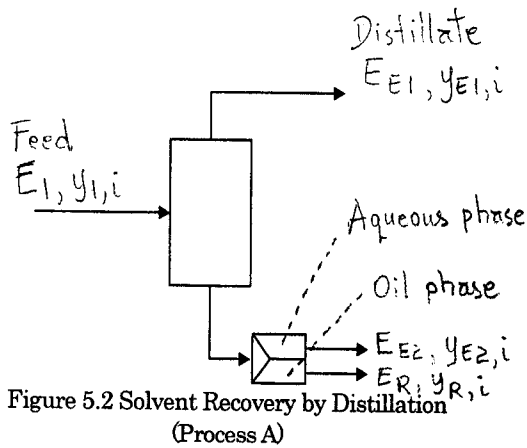 Distillate
E_E1, y_E1,i
Feed
E_1, y_1,i
Aqueous phase
Oil phase
E_E2, y_E2,i
E_R, y_R,i
Figure 5.2 Solvent Recovery by Distillation
(Process A)